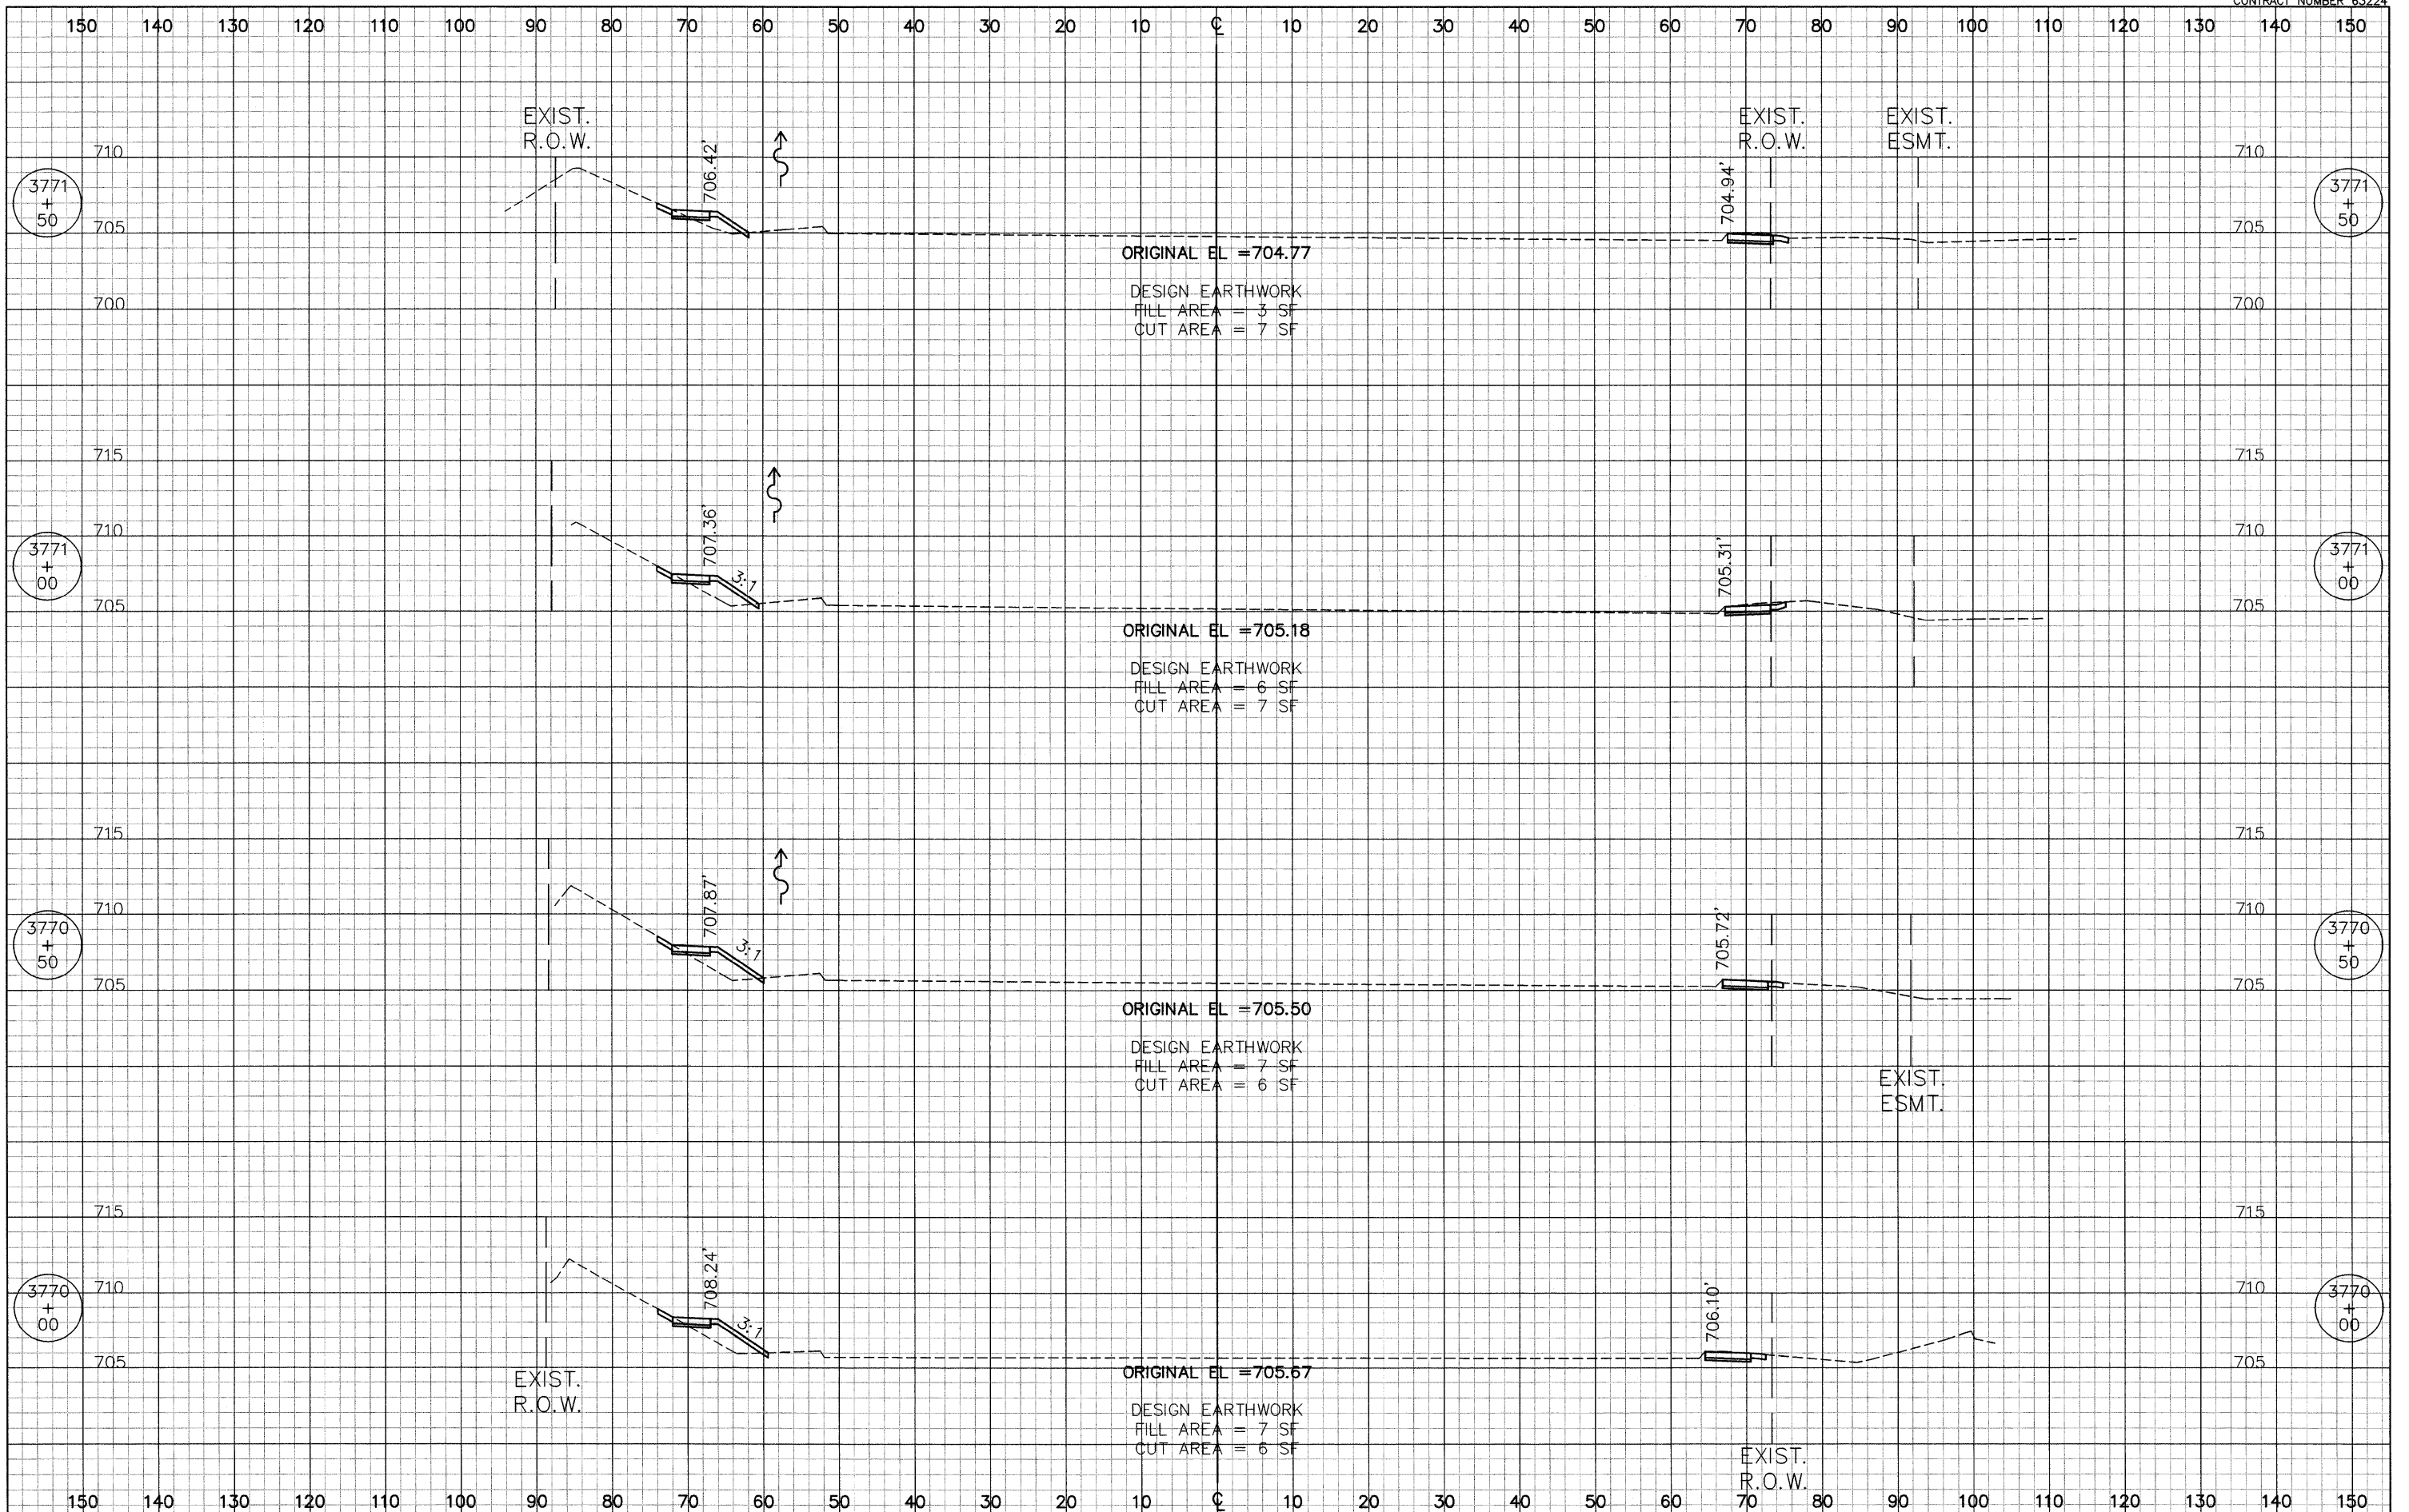 CONTRACT NUMBER 63224
150 140 130 120 110 100 90 80 70 60 50 40 30 20 10 ℄ 10 20 30 40 50 60 70 80 90 100 110 120 130 140 150
EXIST.
R.O.W.
EXIST.
R.O.W.
EXIST.
ESMT.
710
710
3771
+
50
3771
+
50
706.42'
704.94'
705
705
ORIGINAL EL =704.77
700
700
DESIGN EARTHWORK
FILL AREA = 3 SF
CUT AREA = 7 SF
715
715
710
710
3771
+
00
3771
+
00
707.36'
3:1
705.31'
705
705
ORIGINAL EL =705.18
DESIGN EARTHWORK
FILL AREA = 6 SF
CUT AREA = 7 SF
715
715
710
710
3770
+
50
3770
+
50
707.87'
3:1
705.72'
705
705
ORIGINAL EL =705.50
DESIGN EARTHWORK
FILL AREA = 7 SF
CUT AREA = 6 SF
EXIST.
ESMT.
715
715
710
710
3770
+
00
3770
+
00
708.24'
3:1
706.10'
705
705
ORIGINAL EL =705.67
EXIST.
R.O.W.
DESIGN EARTHWORK
FILL AREA = 7 SF
CUT AREA = 6 SF
EXIST.
R.O.W.
150 140 130 120 110 100 90 80 70 60 50 40 30 20 10 ℄ 10 20 30 40 50 60 70 80 90 100 110 120 130 140 150